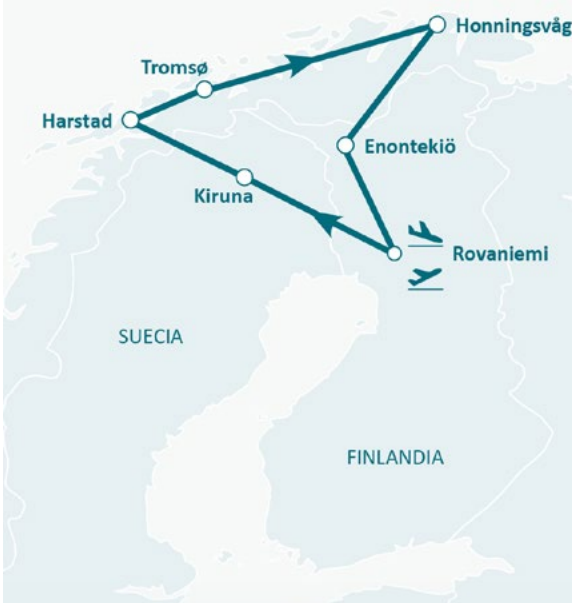 Honningsvåg
Tromsø
Harstad
Enontekiö
Kiruna
Rovaniemi
SUECIA
FINLANDIA